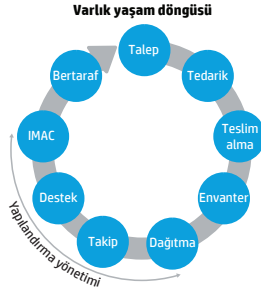 Varlık yaşam döngüsü
Talep
Tedarik
Teslim
alma
Envanter
Dağıtma
Takip
Destek
IMAC
Bertaraf
Yapılandırma yönetimi